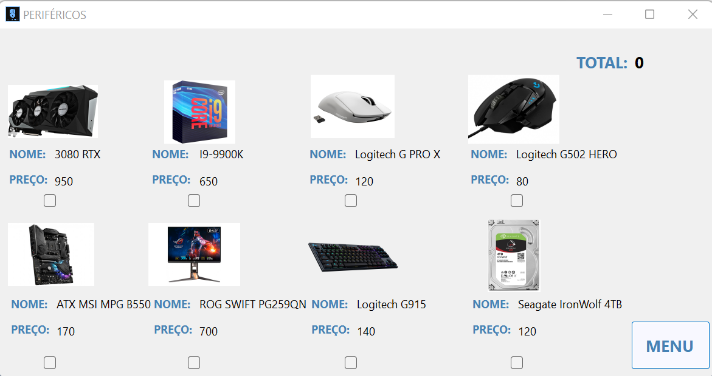 PERIFÉRICOS
TOTAL: 0
NOME: 3080 RTX NOME: I9-9900K NOME: Logitech G PRO X NOME: Logitech G502 HERO
PREÇO: 950 PREÇO: 650 PREÇO: 120 PREÇO: 80
NOME: ATX MSI MPG B550 NOME: ROG SWIFT PG259QN NOME: Logitech G915 NOME: Seagate IronWolf 4TB
PREÇO: 170 PREÇO: 700 PREÇO: 140 PREÇO: 120
MENU